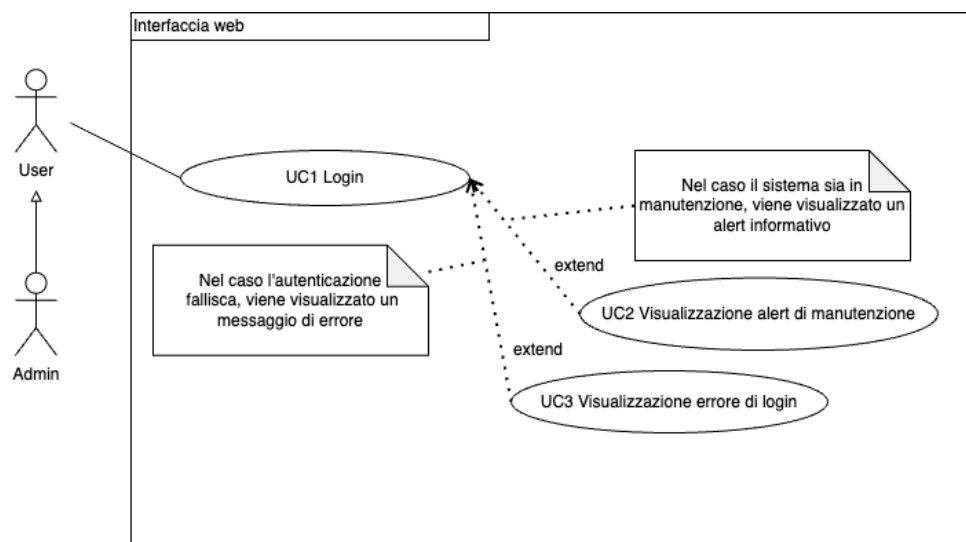 Interfaccia web
User
UC1 Login
Nel caso il sistema sia in
manutenzione, viene visualizzato un
alert informativo
Nel caso l'autenticazione
fallisca, viene visualizzato un
messaggio di errore
extend
UC2 Visualizzazione alert di manutenzione
extend
Admin
UC3 Visualizzazione errore di login